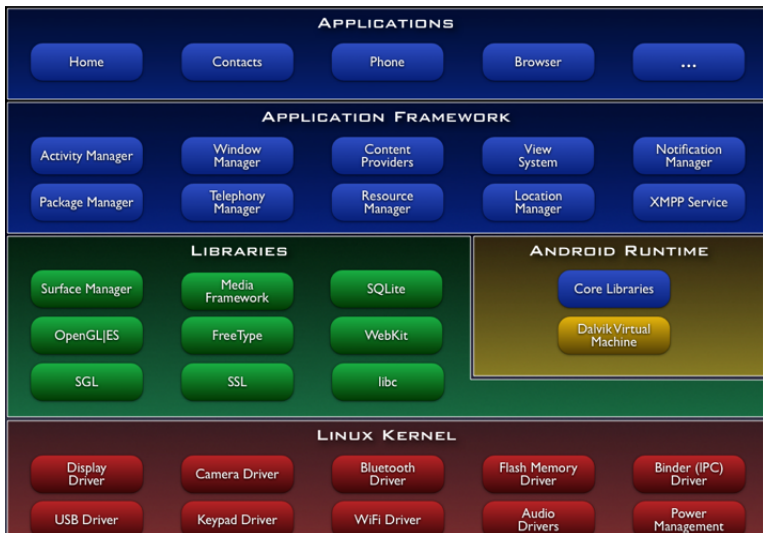 APPLICATIONS
Home
Contacts
Phone
Browser
...
APPLICATION FRAMEWORK
Activity Manager
Window
Manager
Content
Providers
View
System
Notification
Manager
Package Manager
Telephony
Manager
Resource
Manager
Location
Manager
XMPP Service
LIBRARIES
Surface Manager
Media
Framework
SQLite
OpenGL|ES
FreeType
WebKit
SGL
SSL
libc
ANDROID RUNTIME
Core Libraries
Dalvik Virtual
Machine
LINUX KERNEL
Display
Driver
Camera Driver
Bluetooth
Driver
Flash Memory
Driver
Binder (IPC)
Driver
USB Driver
Keypad Driver
WiFi Driver
Audio
Drivers
Power
Management